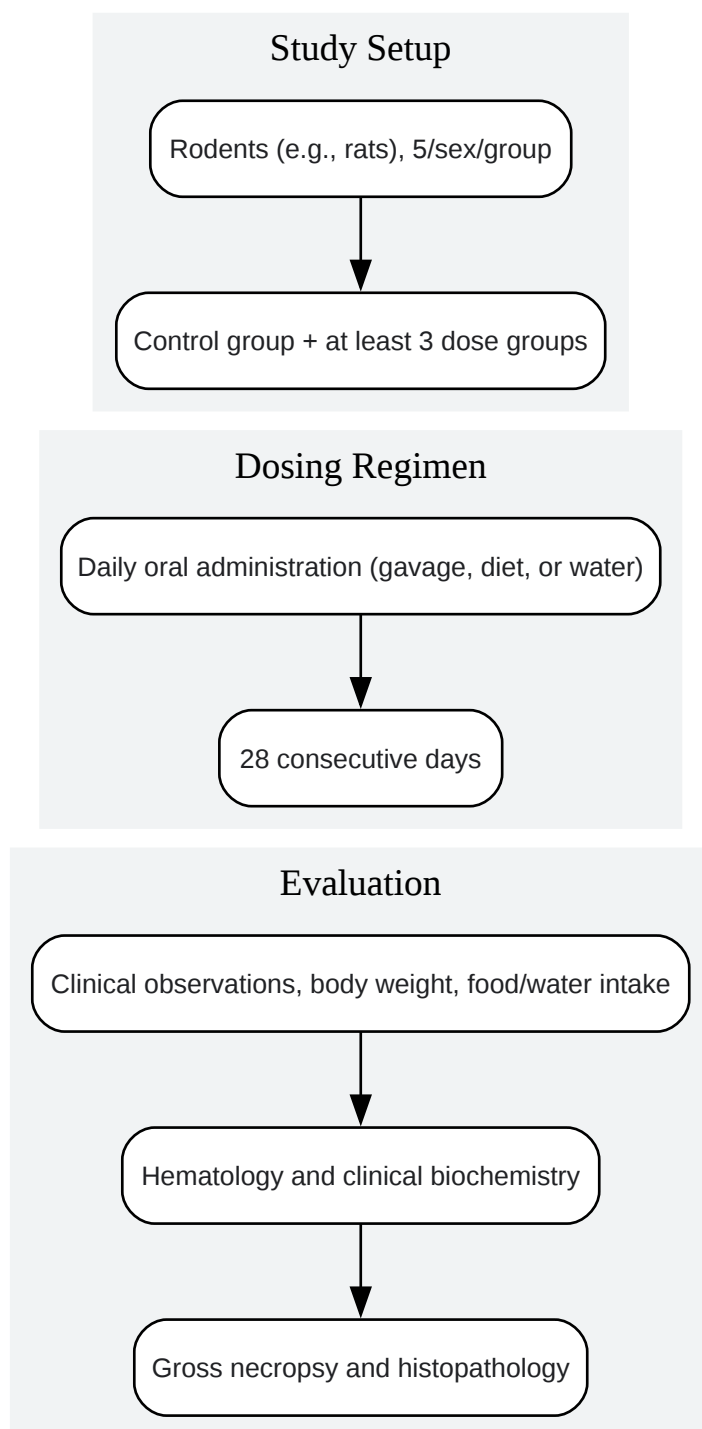 Study Setup
Rodents (e.g., rats), 5/sex/group
Control group + at least 3 dose groups
Dosing Regimen
Daily oral administration (gavage, diet, or water)
28 consecutive days
Evaluation
Clinical observations, body weight, food/water intake
Hematology and clinical biochemistry
Gross necropsy and histopathology